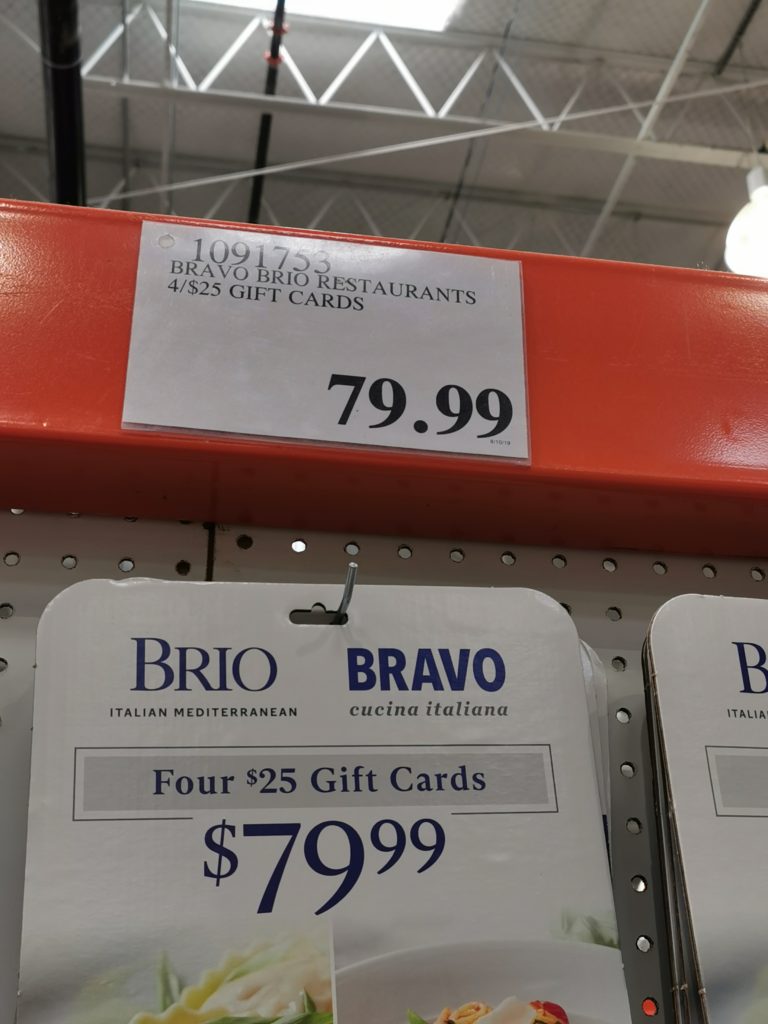 1091753
BRAVO BRIO RESTAURANTS
4/$25 GIFT CARDS
79.99
BRIO
ITALIAN MEDITERRANEAN
BRAVO
cucina italiana
Four $25 Gift Cards
$79 99
B
ITALIA